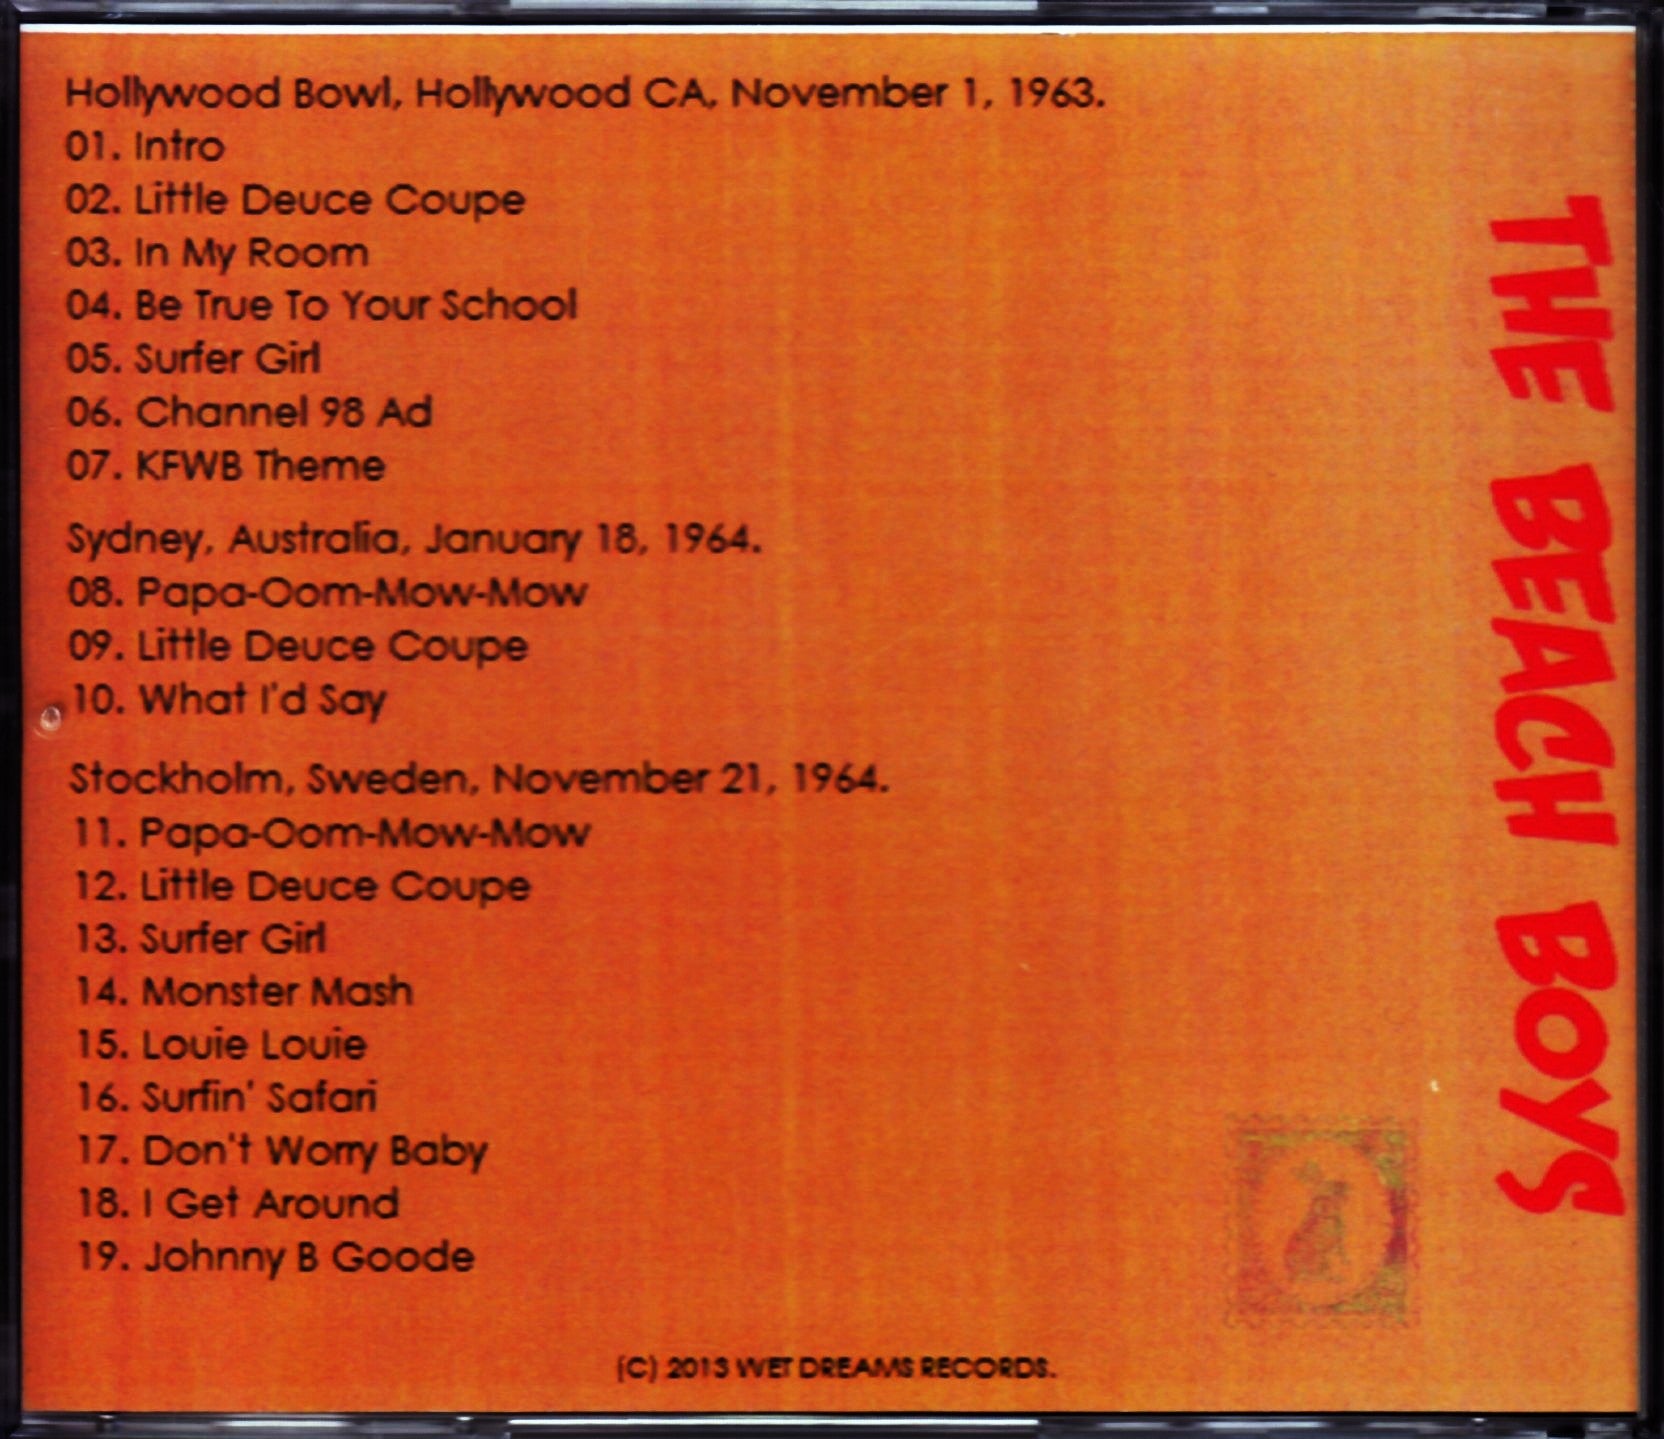 Hollywood Bowl, Hollywood CA, November 1, 1963.
01. Intro
02. Little Deuce Coupe
03. In My Room
04. Be True To Your School
05. Surfer Girl
06. Channel 98 Ad
07. KFWB Theme
Sydney, Australia, January 18, 1964.
08. Papa-Oom-Mow-Mow
09. Little Deuce Coupe
10. What I'd Say
Stockholm, Sweden, November 21, 1964.
11. Papa-Oom-Mow-Mow
12. Little Deuce Coupe
13. Surfer Girl
14. Monster Mash
15. Louie Louie
16. Surfin' Safari
17. Don't Worry Baby
18. I Get Around
19. Johnny B Goode
(C) 2013 WET DREAMS RECORDS.
THE BEACH BOYS